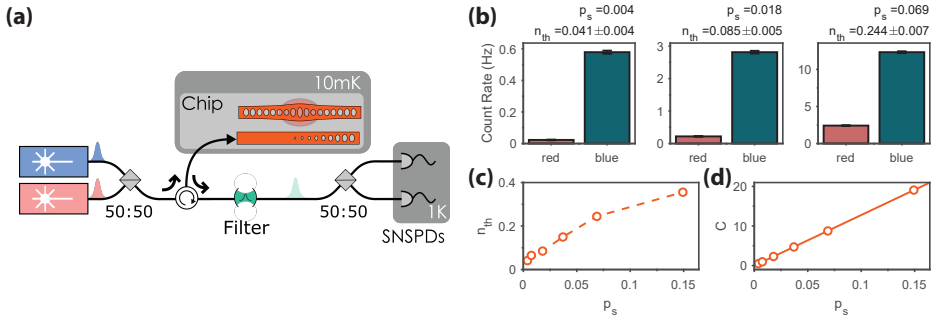 (a)
10mK
Chip
50:50
Filter
50:50
1K
SNSPDs
(b)
p_s =0.004
n_th =0.041±0.004
p_s =0.018
n_th =0.085±0.005
p_s =0.069
n_th =0.244±0.007
Count Rate (Hz)
0.6
0.4
0.2
0
red blue
3
2
1
0
red blue
10
5
0
red blue
(c)
n_th
0.4
0.2
0
0 0.05 0.1 0.15
p_s
(d)
C
20
10
0
0 0.05 0.1 0.15
p_s